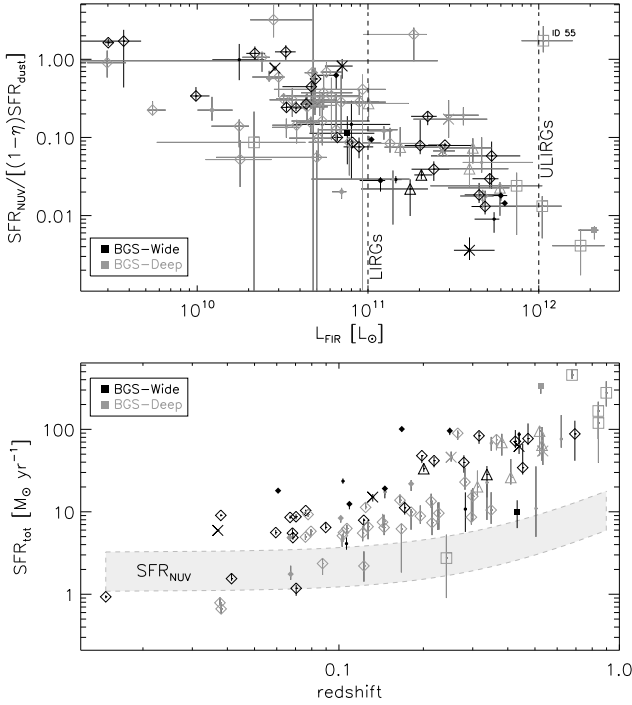 ID 55
1.00
0.10
0.01
SFR_NUV/[(1−η)SFR_dust]
BGS−Wide
BGS−Deep
LIRGs
ULIRGs
10^10
10^11
10^12
L_FIR [L_⊙]
100
10
1
SFR_tot [M_⊙ yr^−1]
BGS−Wide
BGS−Deep
SFR_NUV
0.1
1.0
redshift